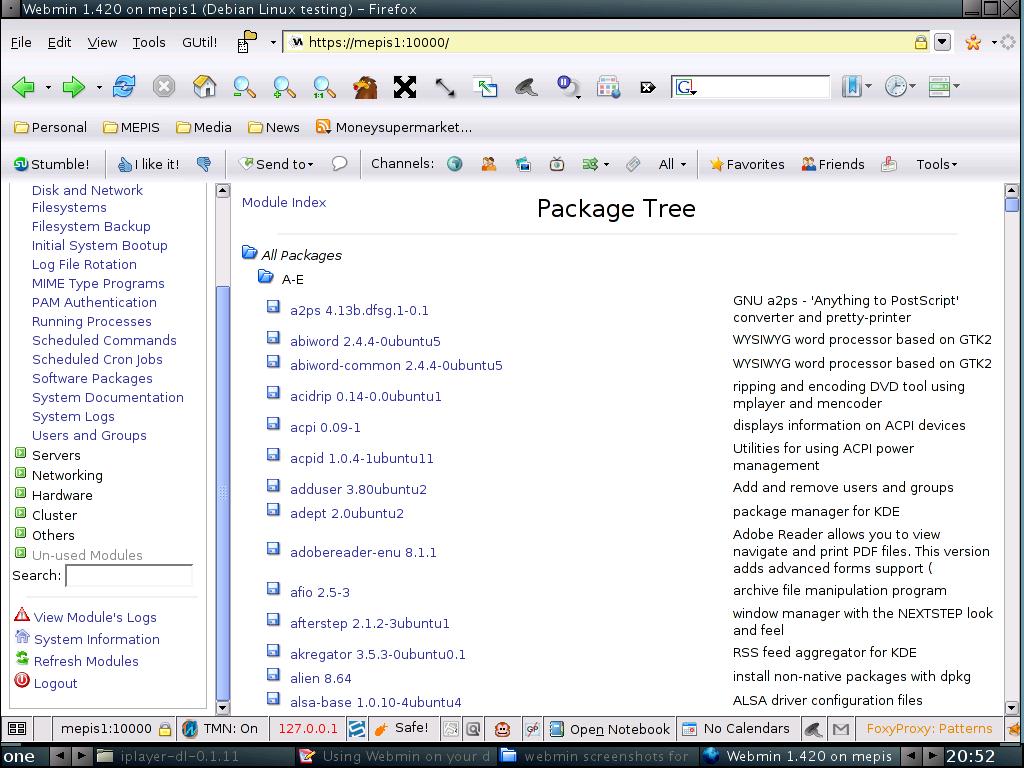 Webmin 1.420 on mepis1 (Debian Linux testing) – Firefox
File Edit View Tools GUtil! https://mepis1:10000/
G
Personal MEPIS Media News Moneysupermarket...
Stumble! I like it! Send to Channels: All Favorites Friends Tools
Disk and Network
Filesystems
Filesystem Backup
Initial System Bootup
Log File Rotation
MIME Type Programs
PAM Authentication
Running Processes
Scheduled Commands
Scheduled Cron Jobs
Software Packages
System Documentation
System Logs
Users and Groups
Servers
Networking
Hardware
Cluster
Others
Un-used Modules
Search:
View Module's Logs
System Information
Refresh Modules
Logout
Module Index
Package Tree
All Packages
A-E
a2ps 4.13b.dfsg.1-0.1
GNU a2ps - 'Anything to PostScript'
converter and pretty-printer
abiword 2.4.4-0ubuntu5
WYSIWYG word processor based on GTK2
abiword-common 2.4.4-0ubuntu5
WYSIWYG word processor based on GTK2
acidrip 0.14-0.0ubuntu1
ripping and encoding DVD tool using
mplayer and mencoder
acpi 0.09-1
displays information on ACPI devices
acpid 1.0.4-1ubuntu11
Utilities for using ACPI power
management
adduser 3.80ubuntu2
Add and remove users and groups
adept 2.0ubuntu2
package manager for KDE
adobereader-enu 8.1.1
Adobe Reader allows you to view
navigate and print PDF files. This version
adds advanced forms support (
afio 2.5-3
archive file manipulation program
afterstep 2.1.2-3ubuntu1
window manager with the NEXTSTEP look
and feel
akregator 3.5.3-0ubuntu0.1
RSS feed aggregator for KDE
alien 8.64
install non-native packages with dpkg
alsa-base 1.0.10-4ubuntu4
ALSA driver configuration files
mepis1:10000 TMN: On 127.0.0.1 Safe! Open Notebook No Calendars FoxyProxy: Patterns
one iplayer-dl-0.1.11 Using Webmin on your d webmin screenshots for Webmin 1.420 on mepis 20:52